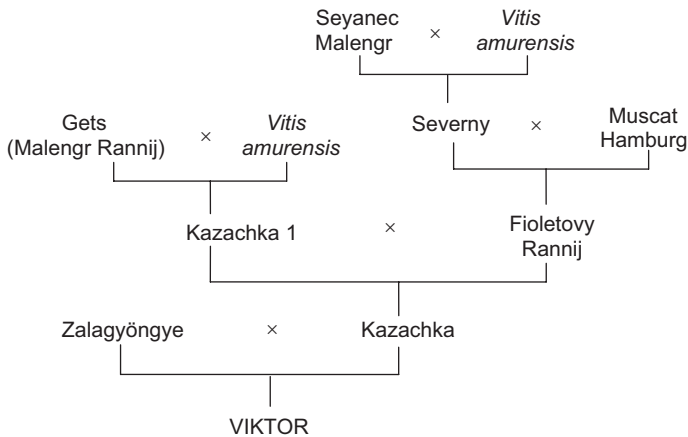 Seyanec × Vitis
Malengr amurensis
Gets × Vitis Severny × Muscat
(Malengr Rannij) amurensis Hamburg
Kazachka 1 × Fioletovy
Rannij
Zalagyöngye × Kazachka
VIKTOR